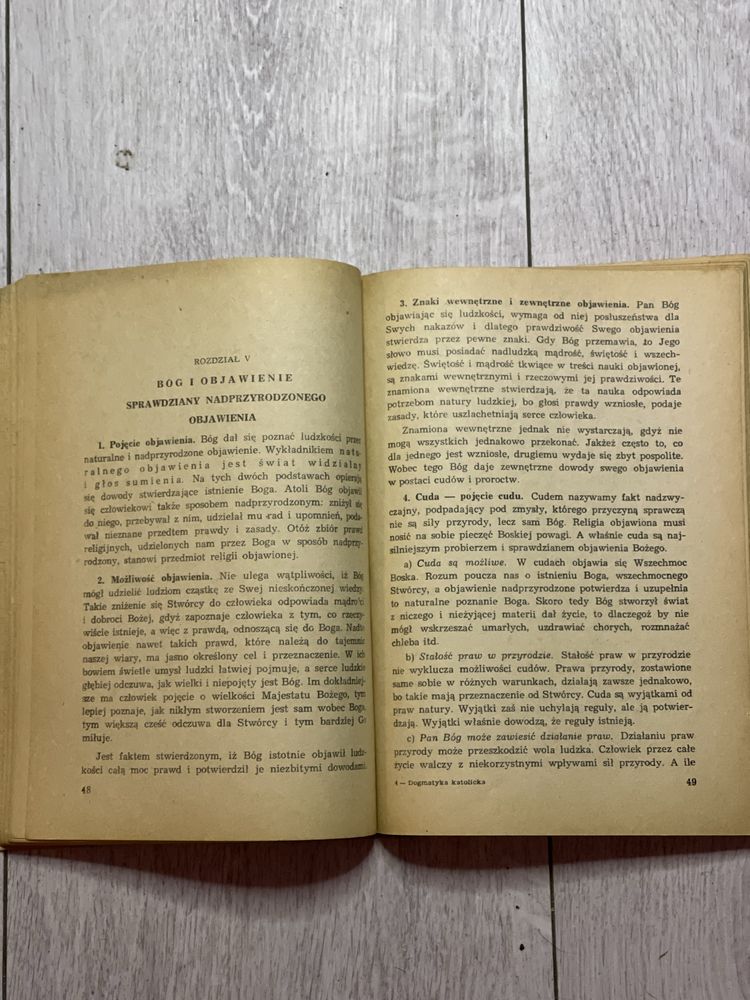 ROZDZIAŁ V
BÓG I OBJAWIENIE
SPRAWDZIANY NADPRZYRODZONEGO
OBJAWIENIA
1. Pojęcie objawienia. Bóg dał się poznać ludzkości przez
naturalne i nadprzyrodzone objawienie. Wykładnikiem natu-
ralnego objawienia jest świat widzialny
i głos sumienia. Na tych dwóch podstawach opierają
się dowody stwierdzające istnienie Boga. Atoli Bóg objawił
się człowiekowi także sposobem nadprzyrodzonym: zniżył się
do niego, przebywał z nim, udzielał mu rad i upomnień, poda-
wał nieznane przedtem prawdy i zasady. Otóż zbiór prawd
religijnych, udzielonych nam przez Boga w sposób nadprzy-
rodzony, stanowi przedmiot religii objawionej.
2. Możliwość objawienia. Nie ulega wątpliwości, iż Bóg
mógł udzielić ludziom cząstkę ze Swej nieskończonej wiedzy.
Takie zniżenie się Stwórcy do człowieka odpowiada mądrości
i dobroci Bożej, gdyż zapoznaje człowieka z tym, co rzeczy-
wiście istnieje, a więc z prawdą, odnoszącą się do Boga. Nadto
objawienie nawet takich prawd, które należą do tajemnic
naszej wiary, ma jasno określony cel i przeznaczenie. W ich
bowiem świetle umysł ludzki łatwiej pojmuje, a serce ludzkie
głębiej odczuwa, jak wielki i niepojęty jest Bóg. Im dokładniej-
sze ma człowiek pojęcie o wielkości Majestatu Bożego, tym
lepiej poznaje, jak nikłym stworzeniem jest sam wobec Boga,
tym większą cześć odczuwa dla Stwórcy i tym bardziej Go
miłuje.
Jest faktem stwierdzonym, iż Bóg istotnie objawił ludz-
kości całą moc prawd i potwierdził je niezbitymi dowodami.
48
3. Znaki wewnętrzne i zewnętrzne objawienia. Pan Bóg
objawiając się ludzkości, wymaga od niej posłuszeństwa dla
Swych nakazów i dlatego prawdziwość Swego objawienia
stwierdza przez pewne znaki. Gdy Bóg przemawia, to Jego
słowo musi posiadać nadludzką mądrość, świętość i wszech-
wiedzę. Świętość i mądrość tkwiące w treści nauki objawionej,
są znakami wewnętrznymi i rzeczowymi jej prawdziwości. Te
znamiona wewnętrzne stwierdzają, że ta nauka odpowiada
potrzebom natury ludzkiej, bo głosi prawdy wzniosłe, podaje
zasady, które uszlachetniają serce człowieka.
Znamiona wewnętrzne jednak nie wystarczają, gdyż nie
mogą wszystkich jednakowo przekonać. Jakżeż często to, co
dla jednego jest wzniosłe, drugiemu wydaje się zbyt pospolite.
Wobec tego Bóg daje zewnętrzne dowody swego objawienia
w postaci cudów i proroctw.
4. Cuda — pojęcie cudu. Cudem nazywamy fakt nadzwy-
czajny, podpadający pod zmysły, którego przyczyną sprawczą
nie są siły przyrody, lecz sam Bóg. Religia objawiona musi
nosić na sobie pieczęć Boskiej powagi. A właśnie cuda są naj-
silniejszym probierzem i sprawdzianem objawienia Bożego.
a) Cuda są możliwe. W cudach objawia się Wszechmoc
Boska. Rozum poucza nas o istnieniu Boga, wszechmocnego
Stwórcy, a objawienie nadprzyrodzone potwierdza i uzupełnia
to naturalne poznanie Boga. Skoro tedy Bóg stworzył świat
z niczego i nieżyjącej materii dał życie, to dlaczegoż by nie
mógł wskrzeszać umarłych, uzdrawiać chorych, rozmnażać
chleba itd.
b) Stałość praw w przyrodzie. Stałość praw w przyrodzie
nie wyklucza możliwości cudów. Prawa przyrody, zostawione
same sobie w różnych warunkach, działają zawsze jednakowo,
bo takie mają przeznaczenie od Stwórcy. Cuda są wyjątkami od
praw natury. Wyjątki zaś nie uchylają reguły, ale ją potwier-
dzają. Wyjątki właśnie dowodzą, że reguły istnieją.
c) Pan Bóg może zawiesić działanie praw. Działaniu praw
przyrody może przeszkodzić wola ludzka. Człowiek przez całe
życie walczy z niekorzystnymi wpływami sił przyrody. A ile
4 — Dogmatyka katolicka
49